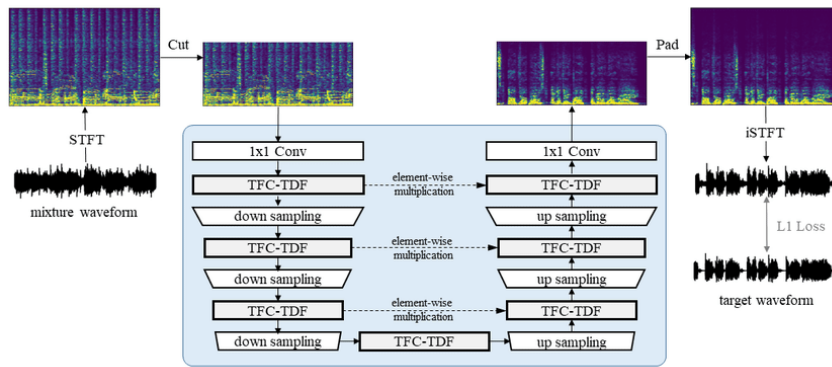 Cut
Pad
STFT
iSTFT
mixture waveform
1x1 Conv
1x1 Conv
TFC-TDF
element-wise
multiplication
TFC-TDF
down sampling
up sampling
TFC-TDF
element-wise
multiplication
TFC-TDF
down sampling
up sampling
TFC-TDF
element-wise
multiplication
TFC-TDF
down sampling
TFC-TDF
up sampling
L1 Loss
target waveform